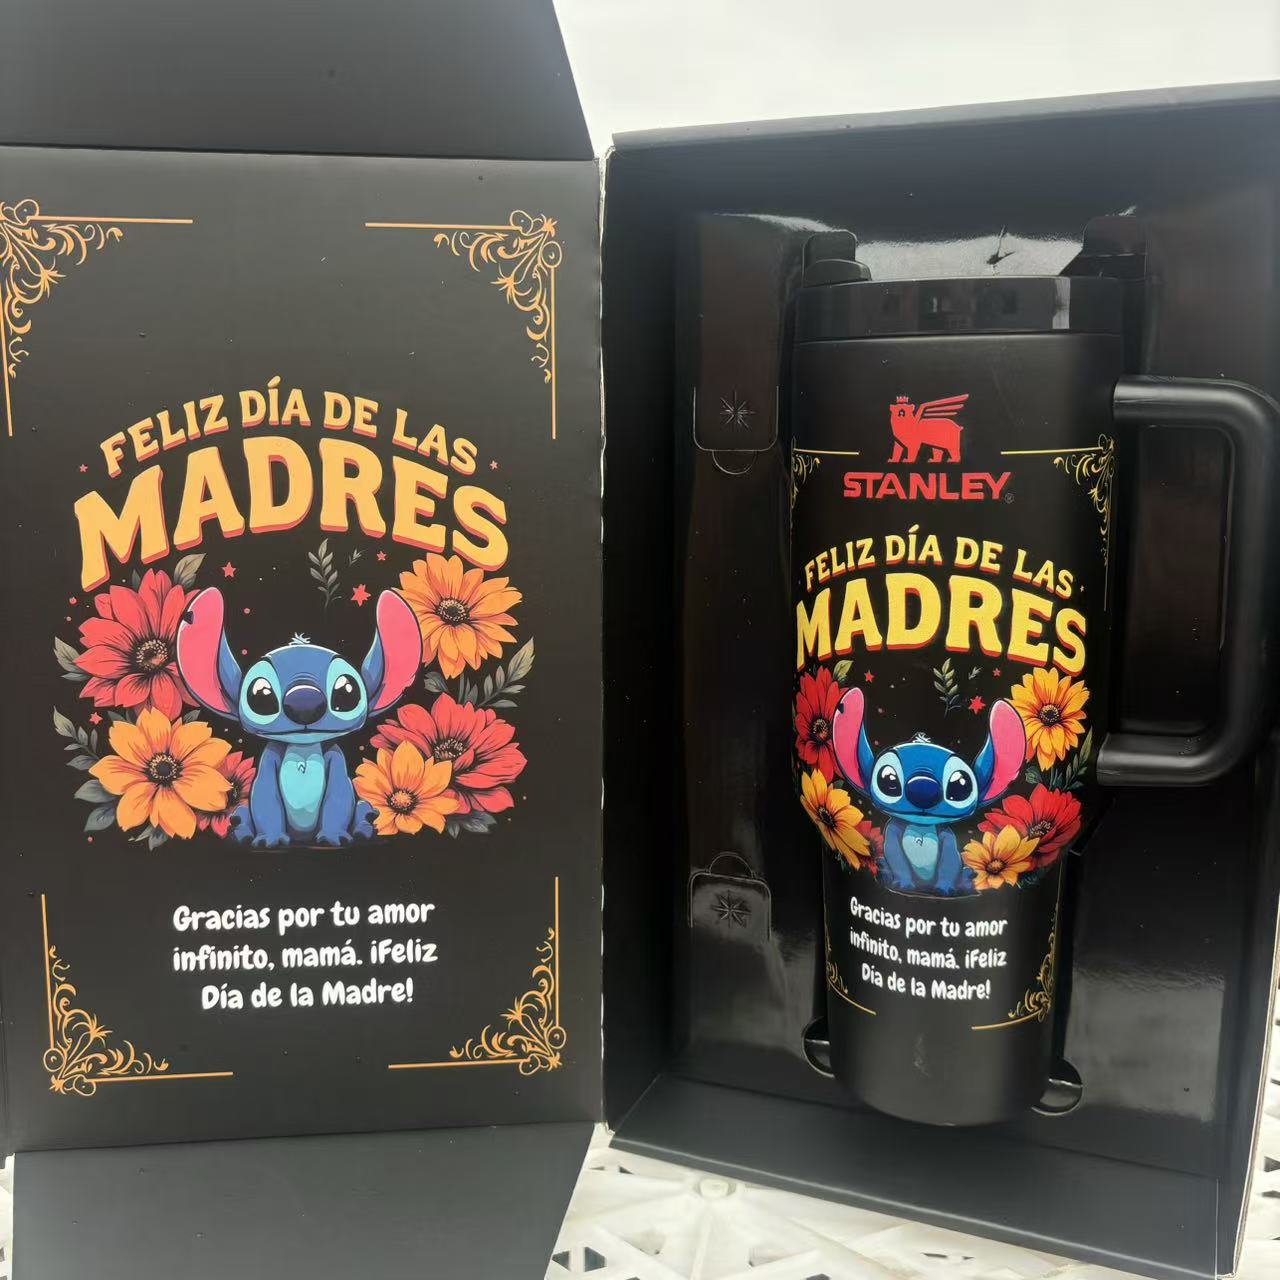 FELIZ DÍA DE LAS
MADRES
Gracias por tu amor
infinito, mamá. ¡Feliz
Día de la Madre!
STANLEY®
FELIZ DÍA DE LAS
MADRES
Gracias por tu amor
infinito, mamá. ¡Feliz
Día de la Madre!